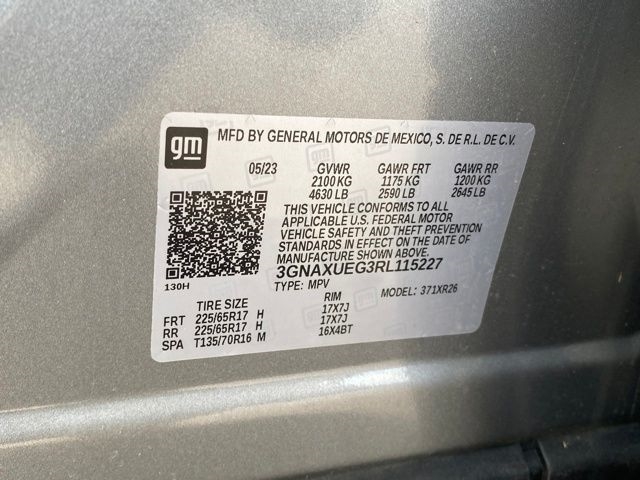 gm MFD BY GENERAL MOTORS DE MEXICO, S. DE R.L. DE C.V.
05/23 GVWR GAWR FRT GAWR RR
2100 KG 1175 KG 1200 KG
4630 LB 2590 LB 2645 LB
THIS VEHICLE CONFORMS TO ALL
APPLICABLE U.S. FEDERAL MOTOR
VEHICLE SAFETY AND THEFT PREVENTION
STANDARDS IN EFFECT ON THE DATE OF
MANUFACTURE SHOWN ABOVE.
3GNAXUEG3RL115227
130H TYPE: MPV MODEL: 371XR26
TIRE SIZE RIM
FRT 225/65R17 H 17X7J
RR 225/65R17 H 17X7J
SPA T135/70R16 M 16X4BT